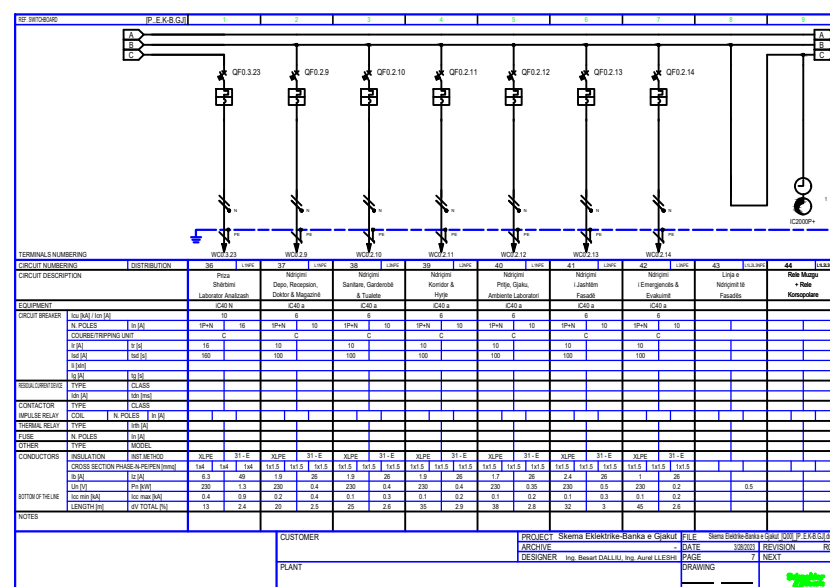 REF. SWITCHBOARD [P..E.K-B.GJ] 1 2 3 4 5 6 7 8 9
A A
B B
C C
QF0.3.23 QF0.2.9 QF0.2.10 QF0.2.11 QF0.2.12 QF0.2.13 QF0.2.14
IC2000P+
N N N N N N N
PE PE PE PE PE PE PE
TERMINALS NUMBERING WC0.3.23 WC0.2.9 WC0.2.10 WC0.2.11 WC0.2.12 WC0.2.13 WC0.2.14
CIRCUIT NUMBERING DISTRIBUTION 36 L1NPE 37 L1NPE 38 L2NPE 39 L2NPE 40 L2NPE 41 L2NPE 42 L2NPE 43 44
CIRCUIT DESCRIPTION Priza Ndriçimi Ndriçimi Ndriçimi Ndriçimi Ndriçimi Ndriçimi Linja e Rele Muzgu
Shërbimi Depo, Recepsion, Sanitare, Garderobë Korridor & Pritje, Gjaku, i Jashtëm i Emergjencës & Ndriçimit të + Rele
Laborator Analizash Doktor & Magazinë & Tualete Hyrje Ambiente Laboratori Fasadë Evakuimit Fasadës Korsopolare
EQUIPMENT iC40 N iC40 a iC40 a iC40 a iC40 a iC40 a iC40 a
CIRCUIT BREAKER Icu [kA] / Icn [A] 10 6 6 6 6 6 6
N. POLES In [A] 1P+N 16 1P+N 10 1P+N 10 1P+N 10 1P+N 10 1P+N 10 1P+N 10
COURBE/TRIPPING UNIT C C C C C C C
Ir [A] tr [s] 16 10 10 10 10 10 10
Isd [A] tsd [s] 160 100 100 100 100 100 100
Ii [xIn]
Ig [A] tg [s]
RESIDUAL CURRENT DEVICE TYPE CLASS
Idn [A] tdn [ms]
CONTACTOR TYPE CLASS
IMPULSE RELAY COIL N. POLES In [A]
THERMAL RELAY TYPE Irth [A]
FUSE N. POLES In [A]
OTHER TYPE MODEL
CONDUCTORS INSULATION INST.METHOD XLPE 31 - E XLPE 31 - E XLPE 31 - E XLPE 31 - E XLPE 31 - E XLPE 31 - E XLPE 31 - E
CROSS SECTION PHASE-N-PE/PEN [mmq] 1x4 1x4 1x4 1x1.5 1x1.5 1x1.5 1x1.5 1x1.5 1x1.5 1x1.5 1x1.5 1x1.5 1x1.5 1x1.5 1x1.5 1x1.5 1x1.5 1x1.5 1x1.5 1x1.5 1x1.5
Ib [A] Iz [A] 6.3 49 1.9 26 1.9 26 1.9 26 1.7 26 2.4 26 1 26
Un [V] Pn [kW] 230 1.3 230 0.4 230 0.4 230 0.4 230 0.35 230 0.5 230 0.2 0.5
BOTTOM OF THE LINE Icc min [kA] Icc max [kA] 0.4 0.9 0.2 0.4 0.1 0.3 0.1 0.2 0.1 0.2 0.1 0.3 0.1 0.2
LENGTH [m] dV TOTAL [%] 13 2.4 20 2.5 25 2.6 35 2.9 38 2.8 32 3 45 2.6
NOTES
CUSTOMER PROJECT Skema Eklektrike-Banka e Gjakut FILE
ARCHIVE - DATE 3/28/2023 REVISION
DESIGNER Ing. Besart DALLIU, Ing. Aurel LLESHI PAGE 7 NEXT
PLANT DRAWING